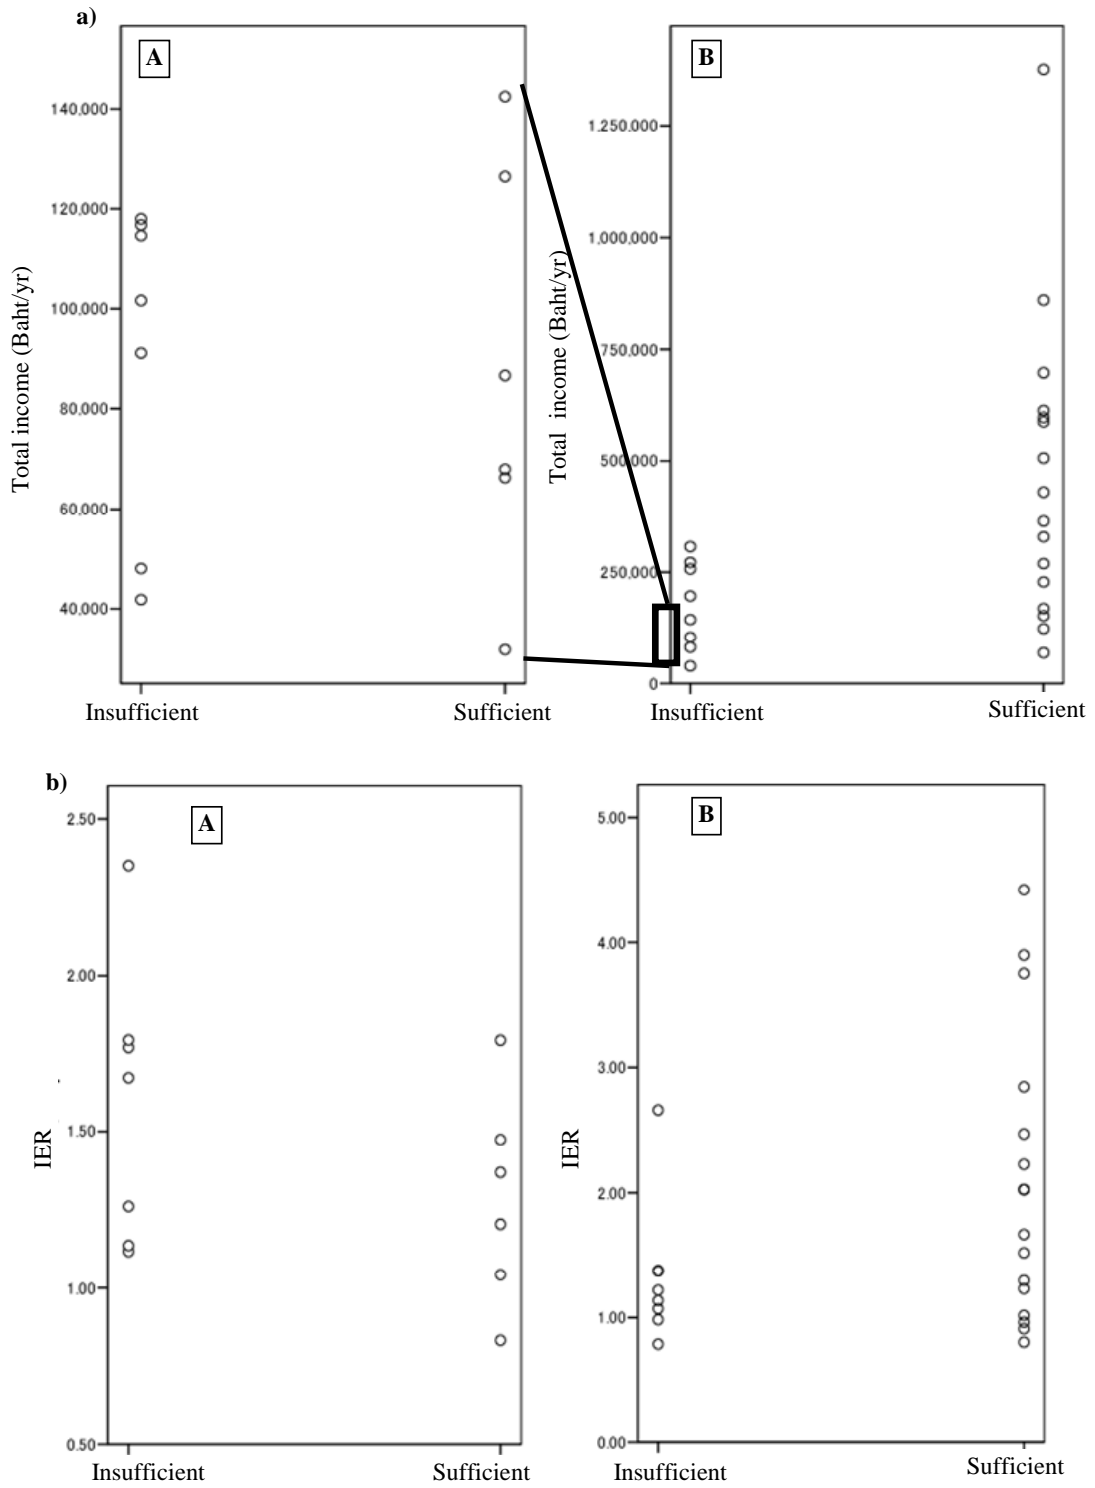 a)
A
140,000
120,000
100,000
80,000
60,000
40,000
Total income (Baht/yr)
Insufficient
Sufficient
B
1,250,000
1,000,000
750,000
500,000
250,000
0
Total income (Baht/yr)
Insufficient
Sufficient
b)
A
2.50
2.00
1.50
1.00
0.50
IER
Insufficient
Sufficient
B
5.00
4.00
3.00
2.00
1.00
0.00
IER
Insufficient
Sufficient